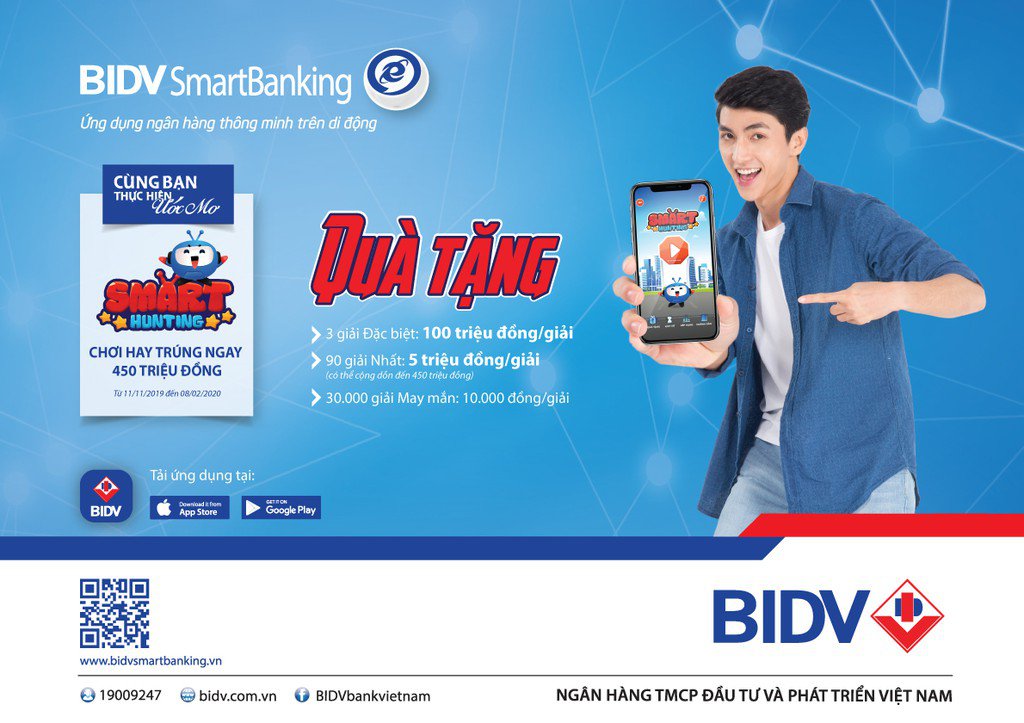 BIDV SmartBanking
Ứng dụng ngân hàng thông minh trên di động
CÙNG BẠN
THỰC HIỆN
Ước Mơ
SMART
HUNTING
CHƠI HAY TRÚNG NGAY
450 TRIỆU ĐỒNG
Từ 11/11/2019 đến 08/02/2020
QUÀ TẶNG
3 giải Đặc biệt: 100 triệu đồng/giải
90 giải Nhất: 5 triệu đồng/giải
(có thể cộng dồn đến 450 triệu đồng)
30.000 giải May mắn: 10.000 đồng/giải
SMART
HUNTING
BIDV
Tải ứng dụng tại:
Download it from
App Store
GET IT ON
Google Play
www.bidvsmartbanking.vn
BIDV
19009247 bidv.com.vn BIDVbankvietnam
NGÂN HÀNG TMCP ĐẦU TƯ VÀ PHÁT TRIỂN VIỆT NAM